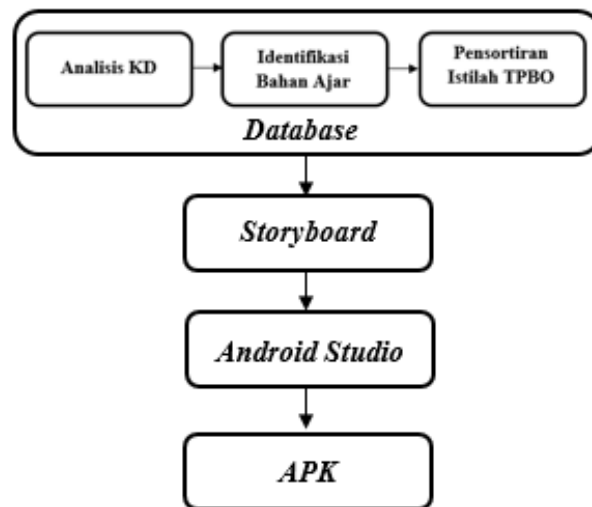 Analisis KD
Identifikasi
Bahan Ajar
Pensortiran
Istilah TPBO
Database
Storyboard
Android Studio
APK